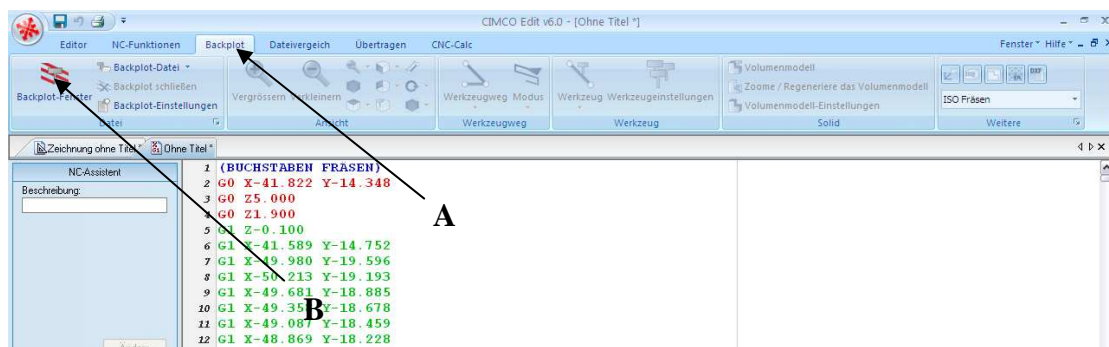 CIMCO Edit v6.0 - [Ohne Titel *]
Editor NC-Funktionen Backplot Dateivergeich Übertragen CNC-Calc Fenster Hilfe
Backplot-Fenster
Backplot-Datei
Backplot schließen
Backplot-Einstellungen
Datei
Vergrössern Verkleinern
Ansicht
Werkzeugweg Modus
Werkzeugweg
Werkzeug Werkzeugeinstellungen
Werkzeug
Volumenmodell
Zoome / Regeneriere das Volumenmodell
Volumenmodell-Einstellungen
Solid
DXF
ISO Fräsen
Weitere
Zeichnung ohne Titel * Ohne Titel *
NC-Assistent
Beschreibung:
1 (BUCHSTABEN FRÄSEN)
2 G0 X-41.822 Y-14.348
3 G0 Z5.000
4 G0 Z1.900
5 G1 Z-0.100
6 G1 X-41.589 Y-14.752
7 G1 X-49.980 Y-19.596
8 G1 X-50.213 Y-19.193
9 G1 X-49.681 Y-18.885
10 G1 Y-18.678
11 G1 X-49.087 Y-18.459
12 G1 X-48.869 Y-18.228
A
B